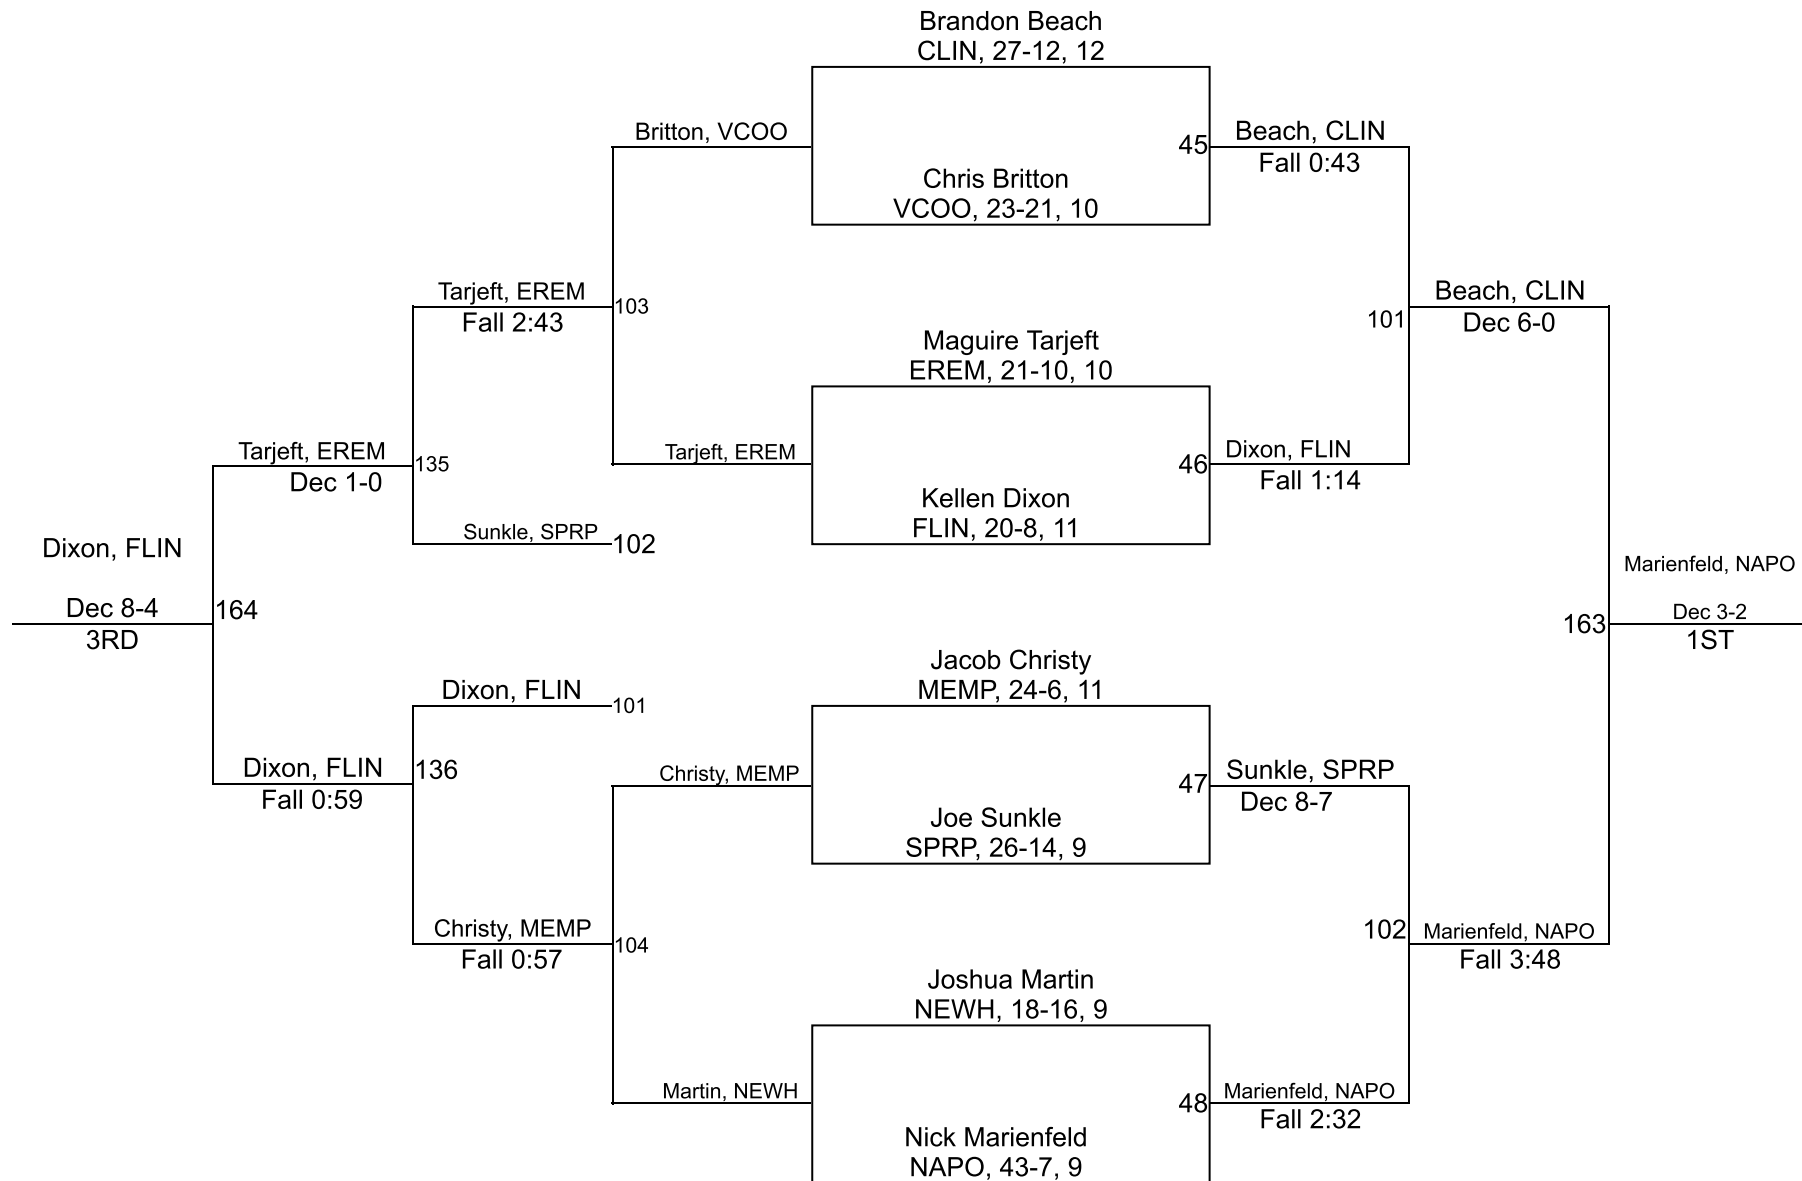 Brandon Beach
CLIN, 27-12, 12
Britton, VCOO
45
Beach, CLIN
Fall 0:43
Chris Britton
VCOO, 23-21, 10
Tarjeft, EREM
Fall 2:43
103
Beach, CLIN
Dec 6-0
101
Maguire Tarjeft
EREM, 21-10, 10
Tarjeft, EREM
Dec 1-0
135
Tarjeft, EREM
46
Dixon, FLIN
Fall 1:14
Kellen Dixon
FLIN, 20-8, 11
Sunkle, SPRP
102
Dixon, FLIN
Dec 8-4
3RD
164
Marienfeld, NAPO
Dec 3-2
1ST
163
Jacob Christy
MEMP, 24-6, 11
Dixon, FLIN
101
Dixon, FLIN
Fall 0:59
136
Christy, MEMP
47
Sunkle, SPRP
Dec 8-7
Joe Sunkle
SPRP, 26-14, 9
Christy, MEMP
Fall 0:57
104
102
Marienfeld, NAPO
Fall 3:48
Joshua Martin
NEWH, 18-16, 9
Martin, NEWH
48
Marienfeld, NAPO
Fall 2:32
Nick Marienfeld
NAPO, 43-7, 9